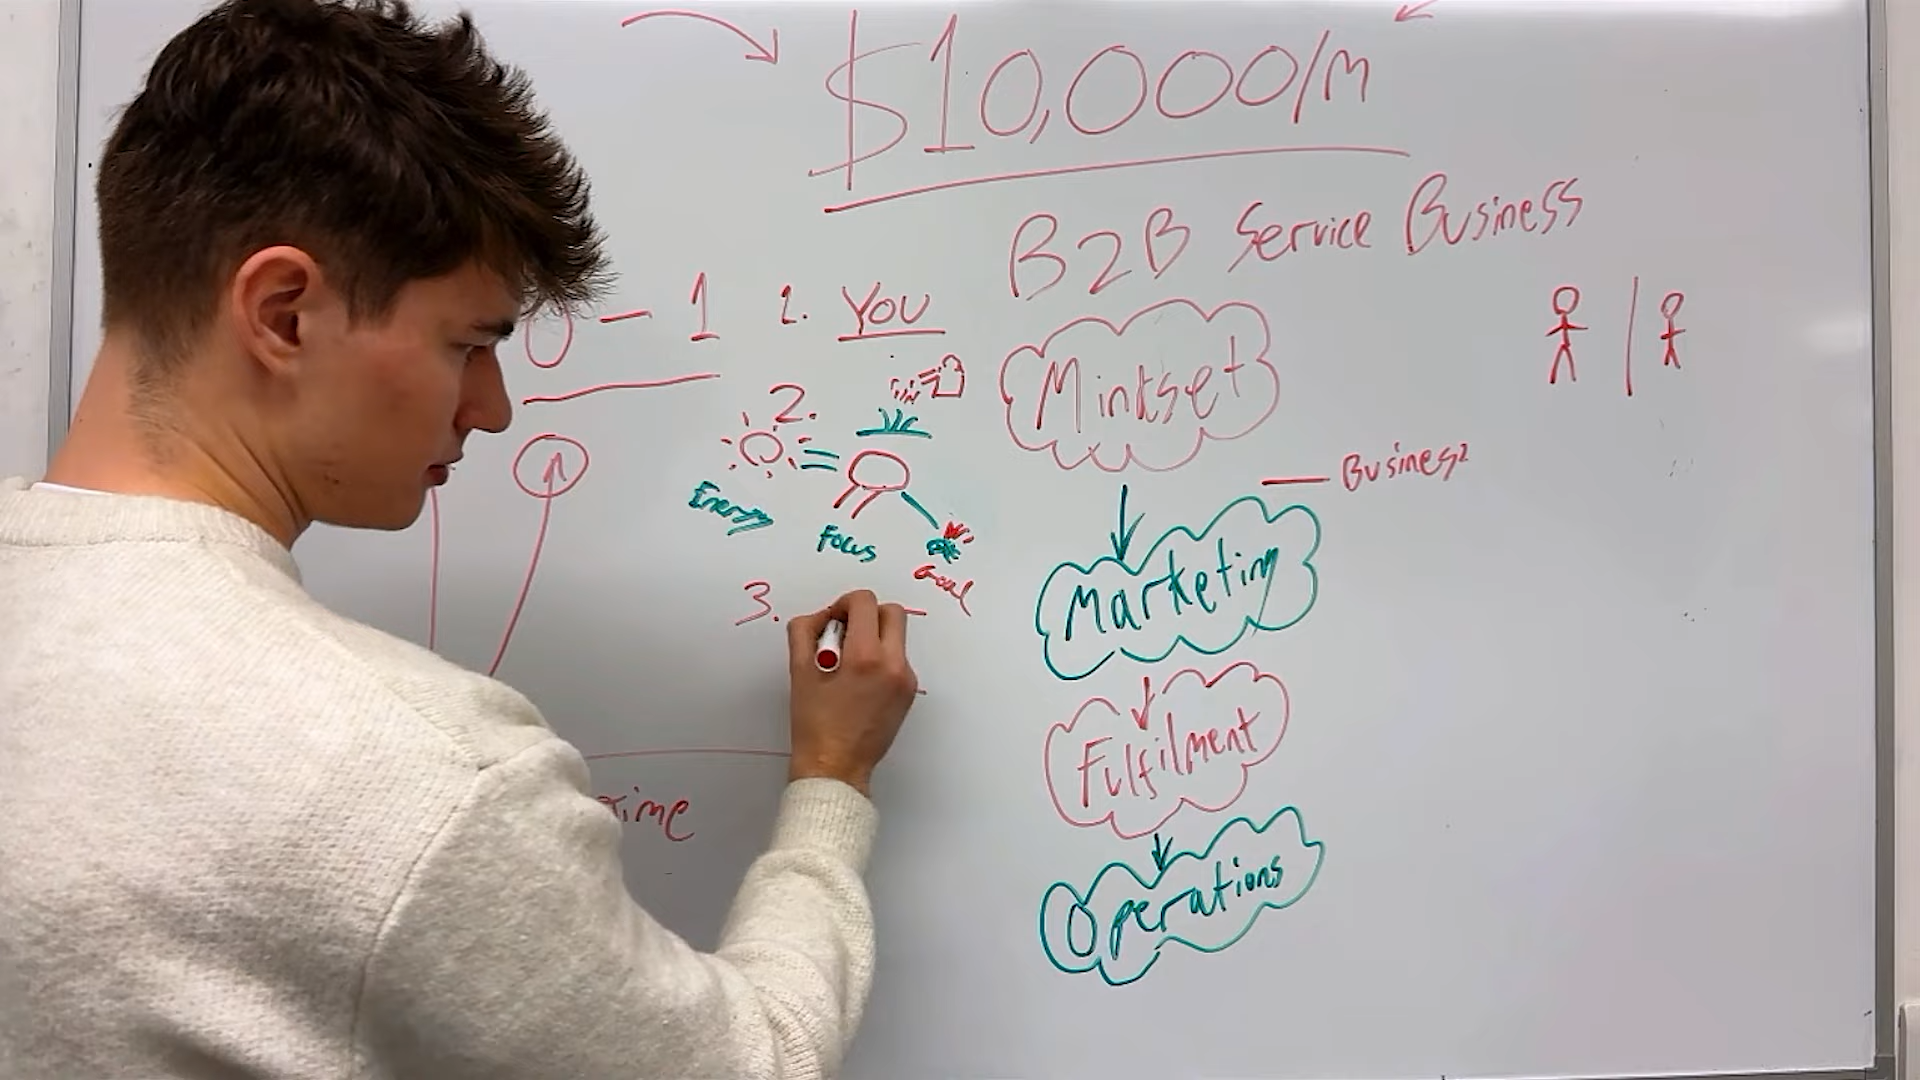 $10,000/m
B2B Service Business
0 - 1
1. YOU
Mindset
2.
Business
Energy
Focus
Goal
Marketing
3.
Fulfilment
Time
Operations